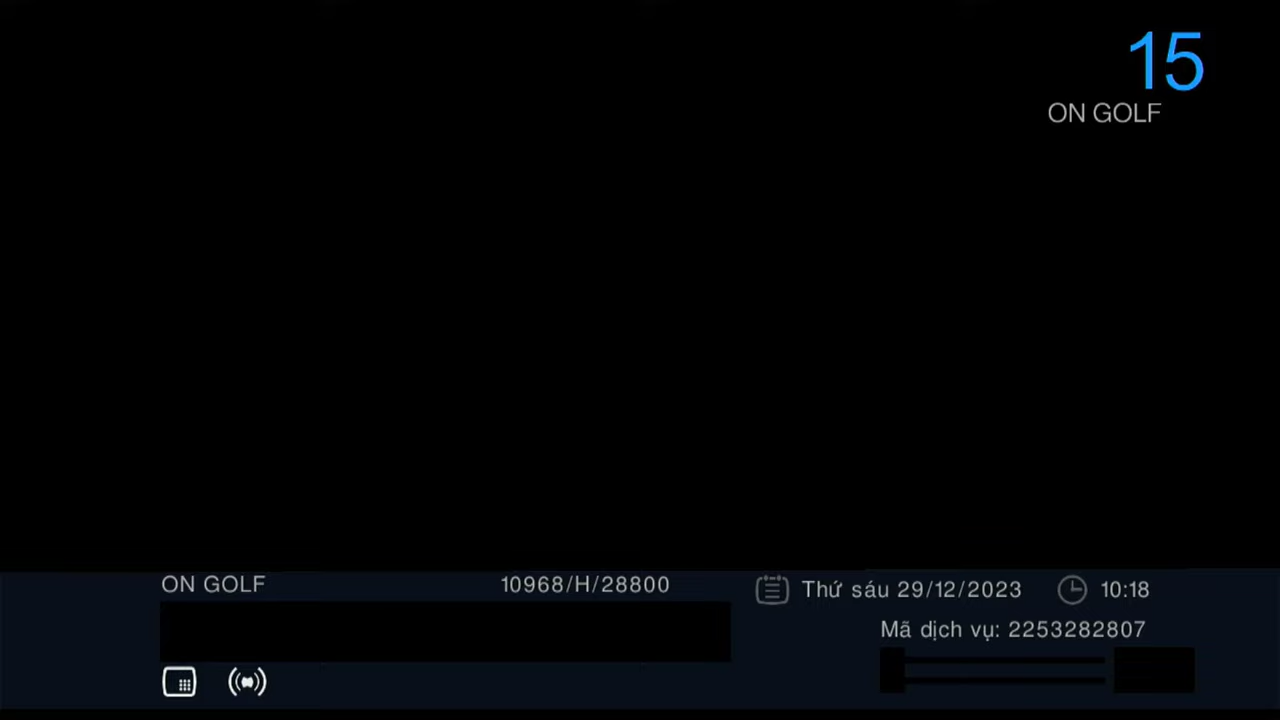 15
ON GOLF
ON GOLF 10968/H/28800 Thứ sáu 29/12/2023 10:18
Mã dịch vụ: 2253282807